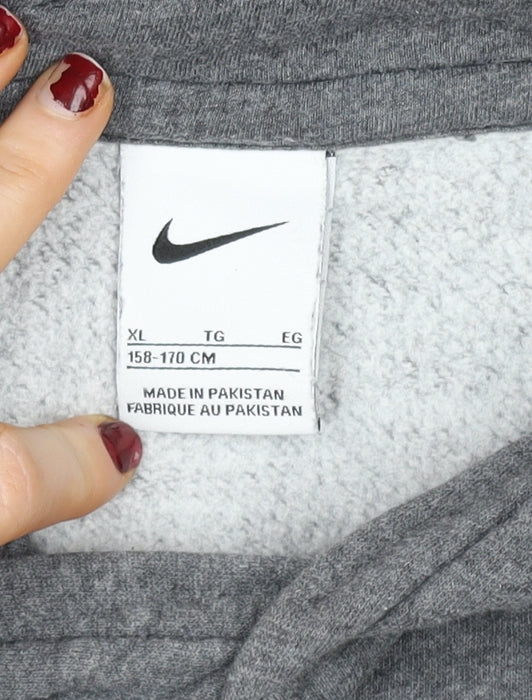 XL TG EG
158-170 CM
MADE IN PAKISTAN
FABRIQUE AU PAKISTAN